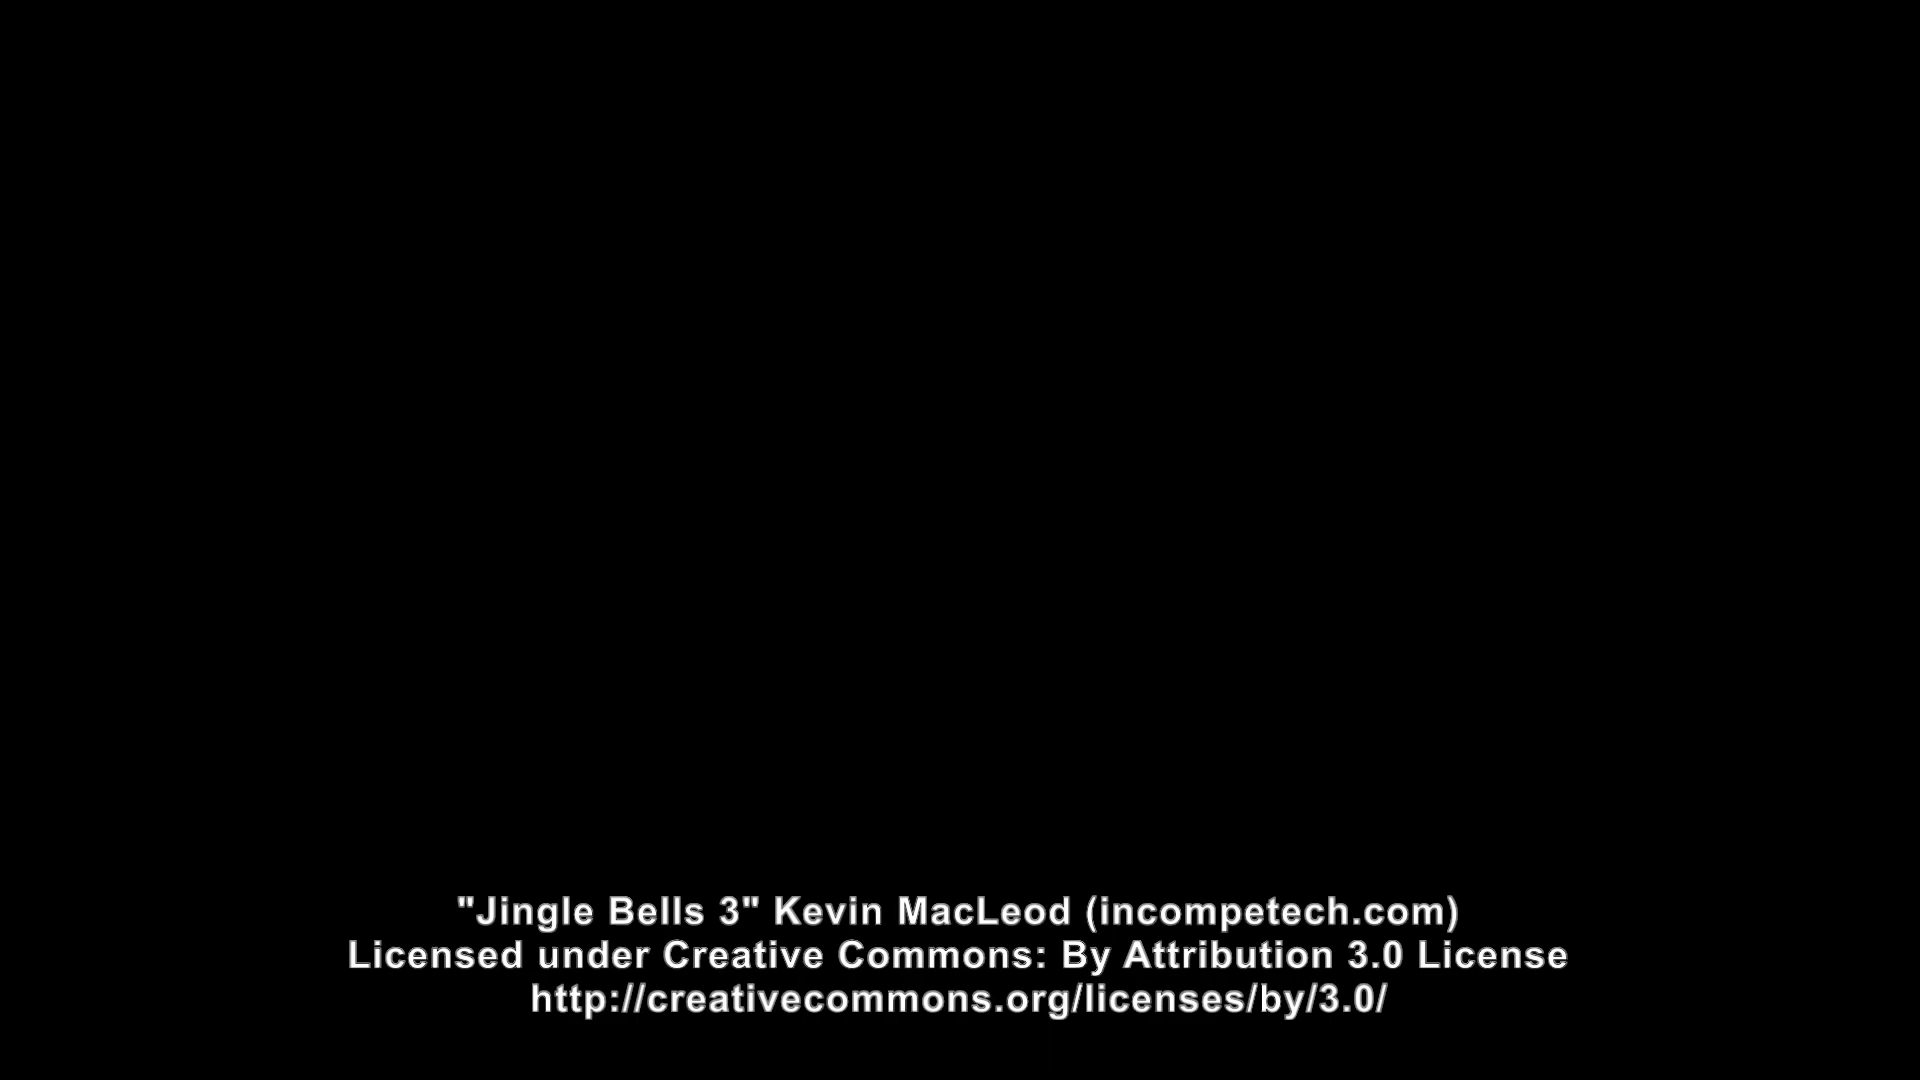 "Jingle Bells 3" Kevin MacLeod (incompetech.com)
Licensed under Creative Commons: By Attribution 3.0 License
http://creativecommons.org/licenses/by/3.0/